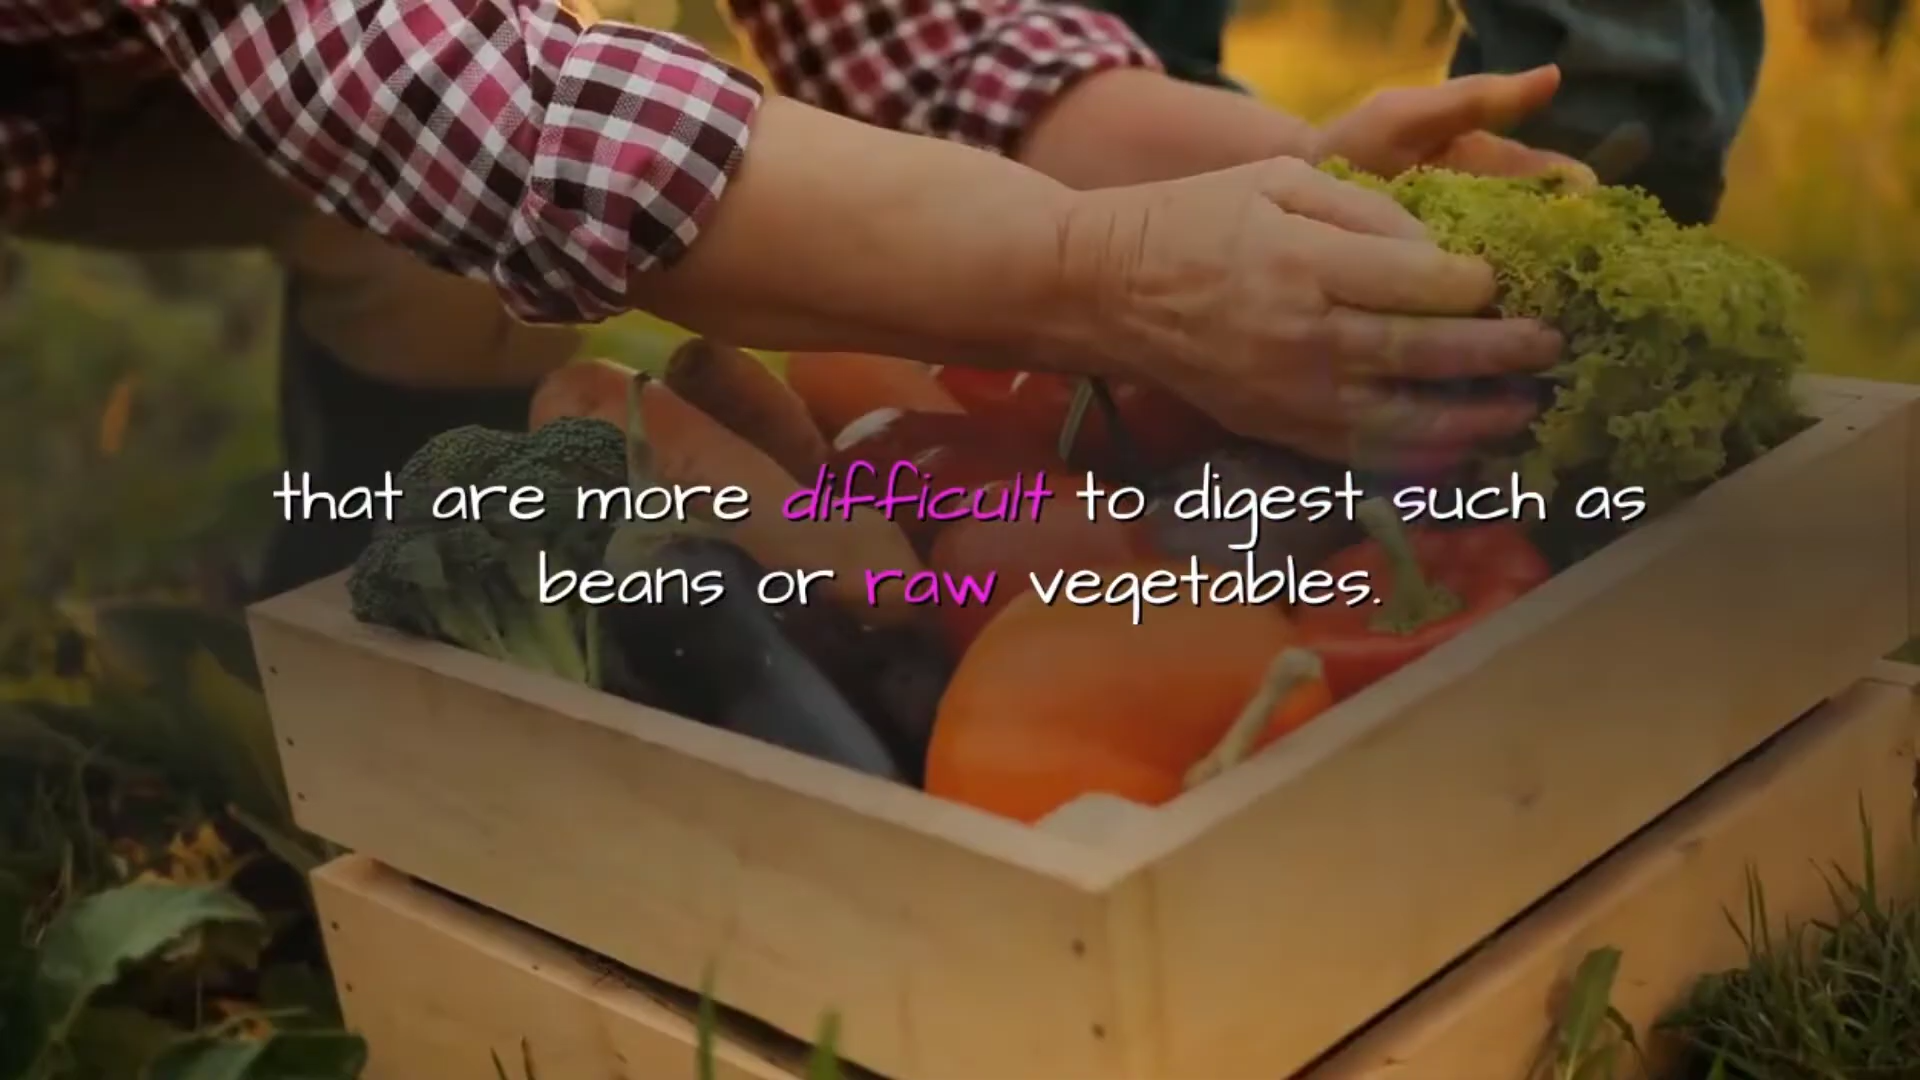 that are more difficult to digest such as
beans or raw vegetables.